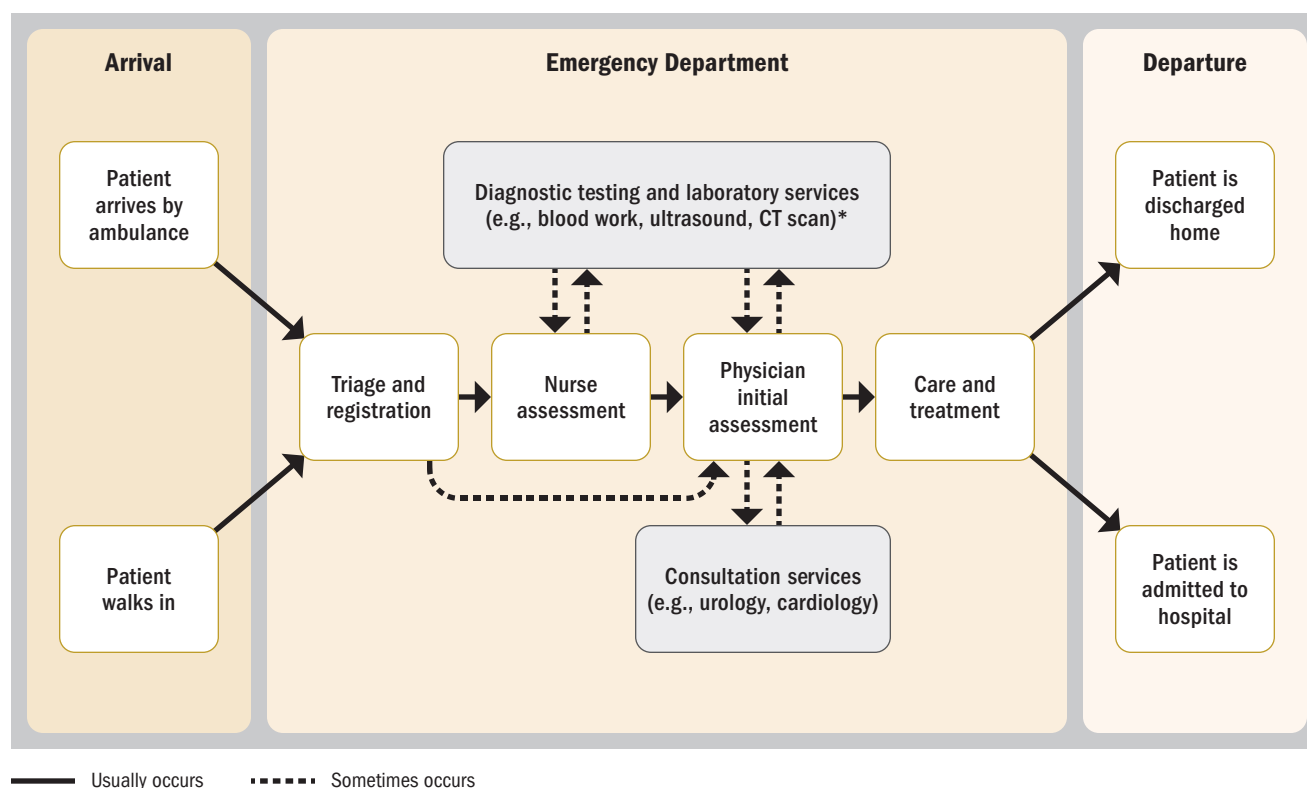 Arrival
Emergency Department
Departure
Patient
arrives by
ambulance
Diagnostic testing and laboratory services
(e.g., blood work, ultrasound, CT scan)*
Patient is
discharged
home
Triage and
registration
Nurse
assessment
Physician
initial
assessment
Care and
treatment
Patient
walks in
Consultation services
(e.g., urology, cardiology)
Patient is
admitted to
hospital
Usually occurs
Sometimes occurs